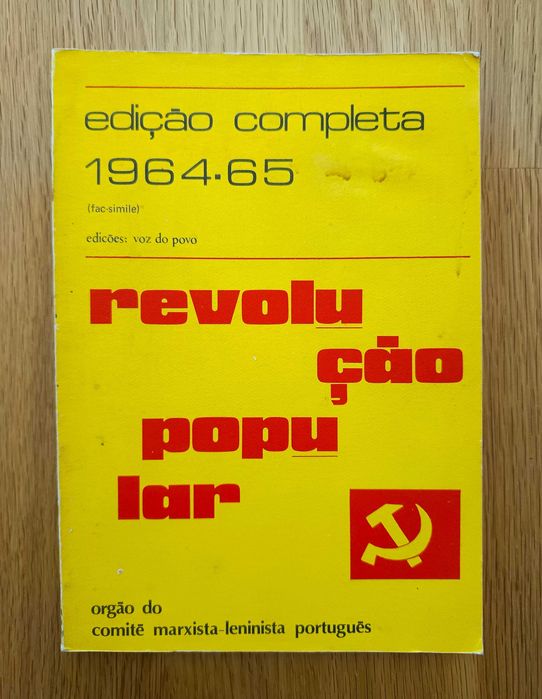 edição completa
1964.65
(fac-simile)
edicões: voz do povo
revolu
ção
popu
lar
orgão do
comitê marxista-leninista português